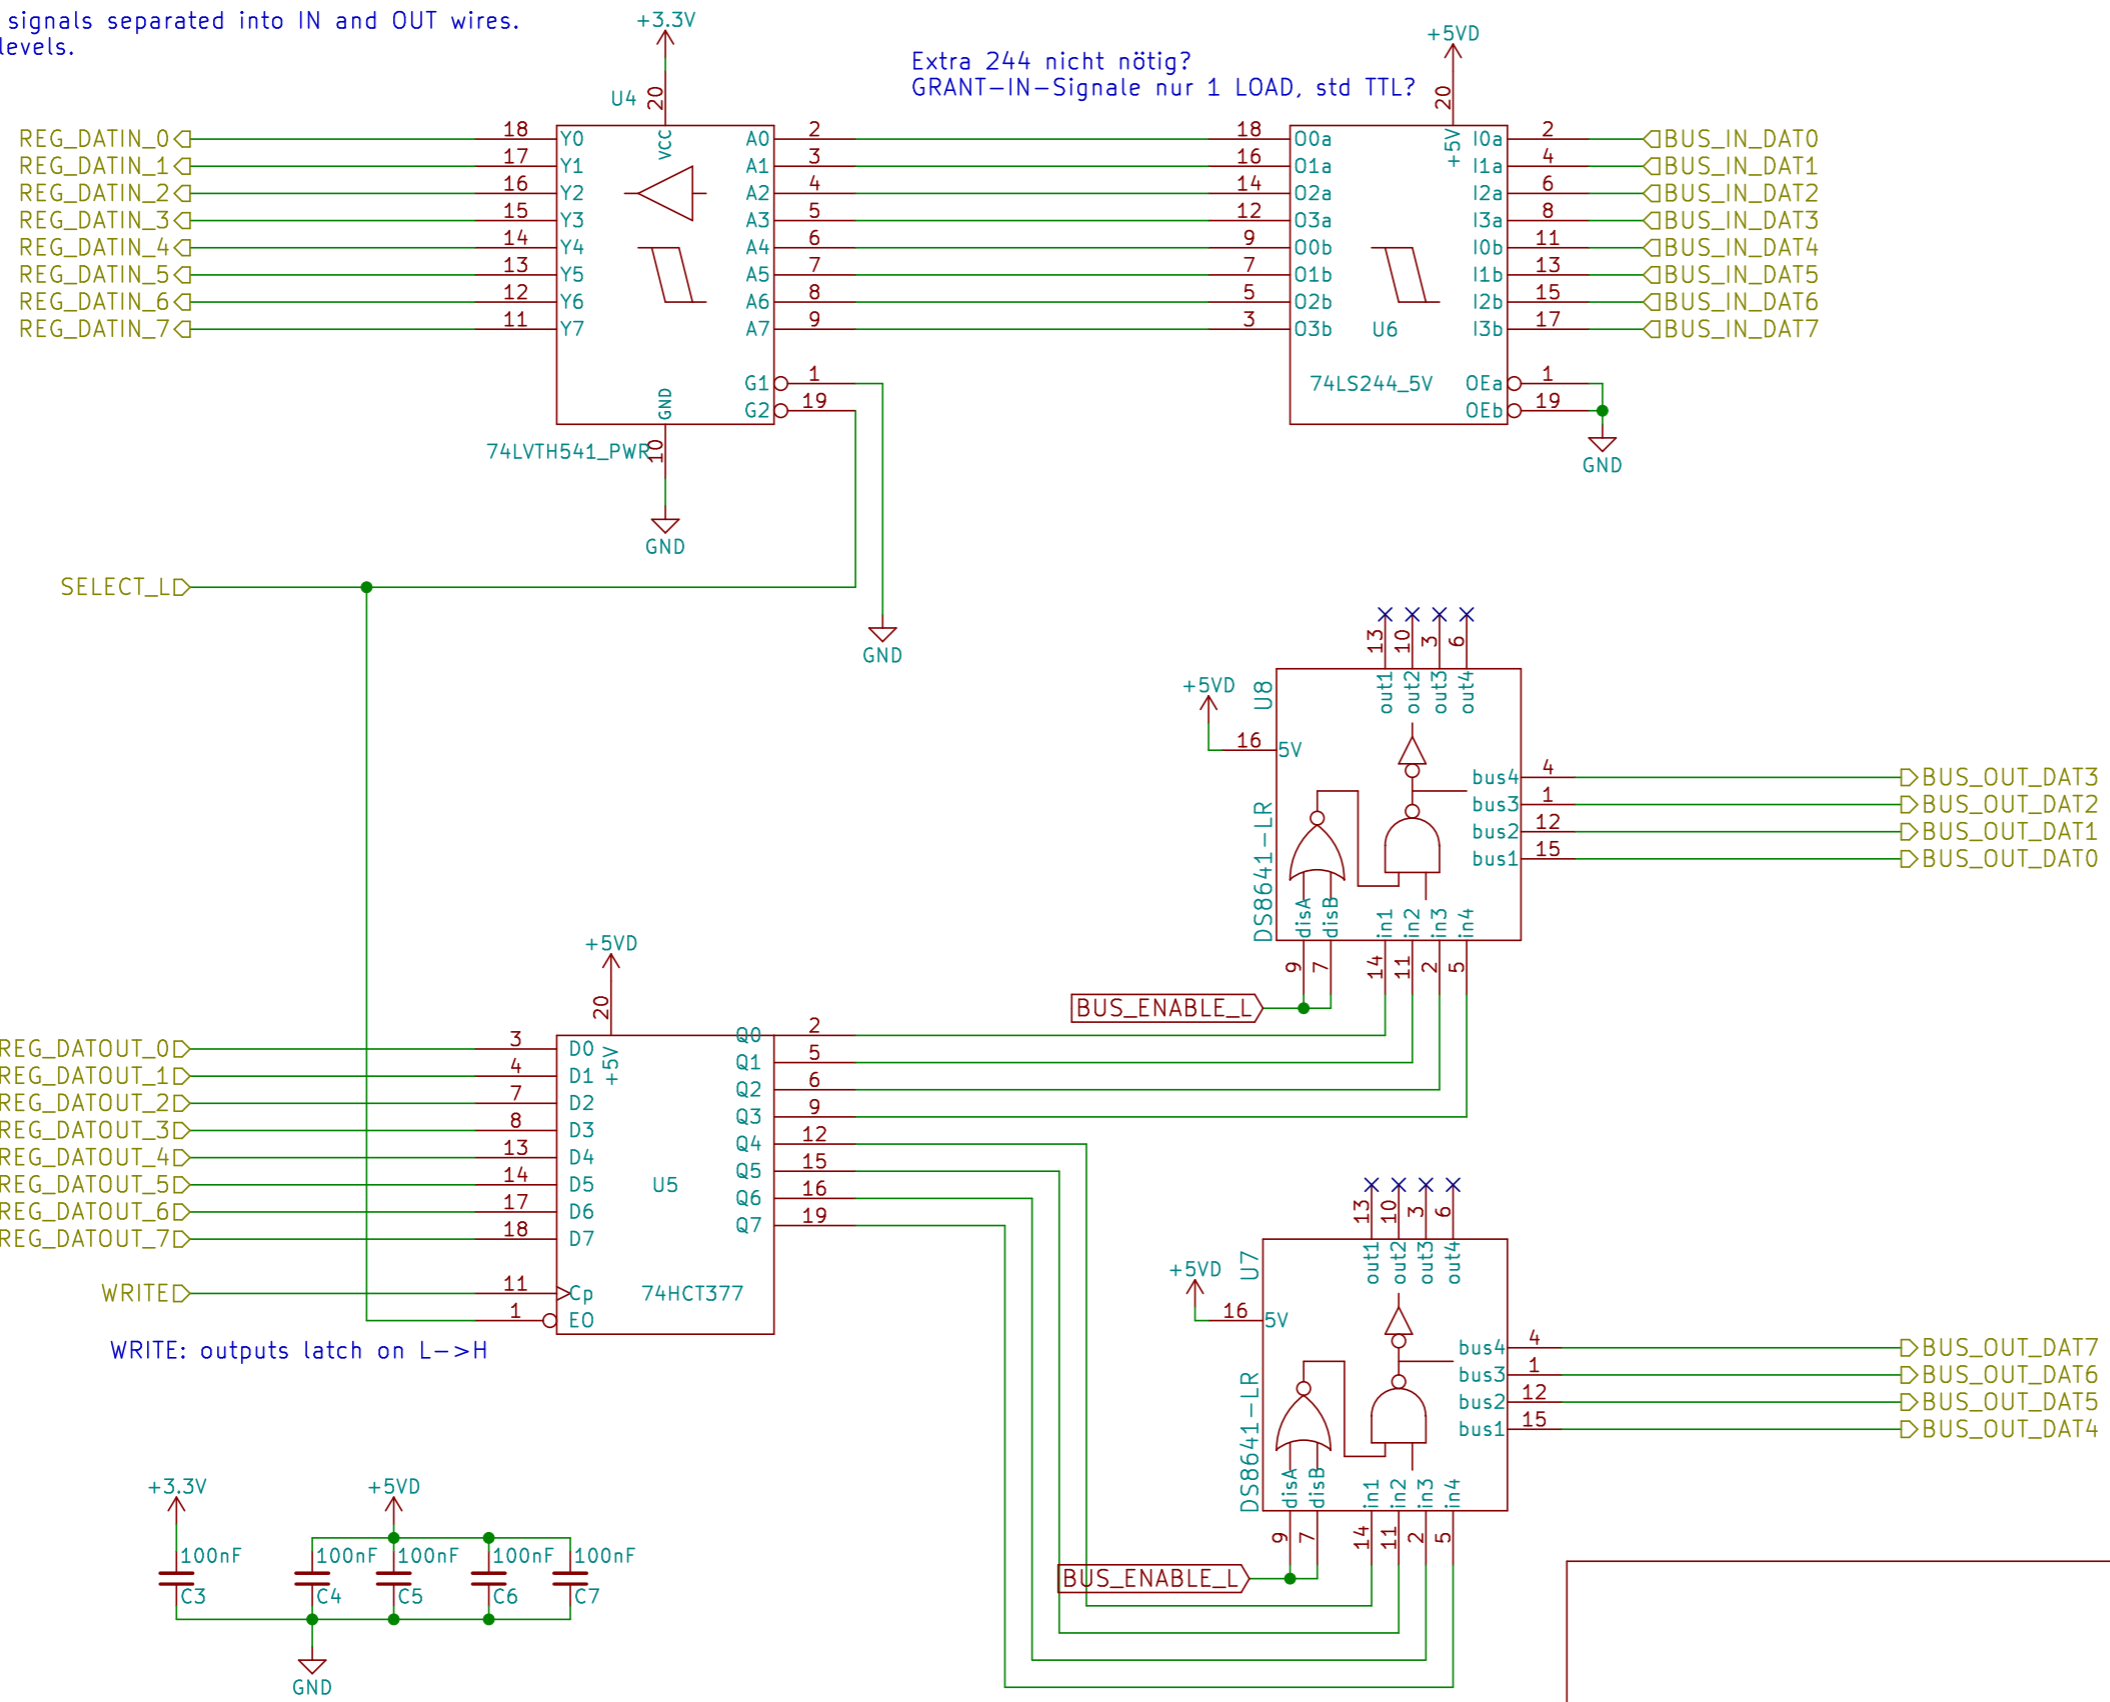 signals separated into IN and OUT wires.
levels.
+3.3V
Extra 244 nicht nötig?
GRANT-IN-Signale nur 1 LOAD, std TTL?
+5VD
U4
20
VCC
20
+5V
REG_DATIN_0 18 Y0 A0 2 18 O0a I0a 2 BUS_IN_DAT0
REG_DATIN_1 17 Y1 A1 3 16 O1a I1a 4 BUS_IN_DAT1
REG_DATIN_2 16 Y2 A2 4 14 O2a I2a 6 BUS_IN_DAT2
REG_DATIN_3 15 Y3 A3 5 12 O3a I3a 8 BUS_IN_DAT3
REG_DATIN_4 14 Y4 A4 6 9 O0b I0b 11 BUS_IN_DAT4
REG_DATIN_5 13 Y5 A5 7 7 O1b I1b 13 BUS_IN_DAT5
REG_DATIN_6 12 Y6 A6 8 5 O2b I2b 15 BUS_IN_DAT6
REG_DATIN_7 11 Y7 A7 9 3 O3b U6 I3b 17 BUS_IN_DAT7
G1 1 74LS244_5V OEa 1
GND G2 19 OEb 19
74LVTH541_PWR 10 GND
GND
SELECT_L
GND
13 10 3 6
out1 out2 out3 out4
+5VD U8
16 5V
bus4 4 BUS_OUT_DAT3
bus3 1 BUS_OUT_DAT2
bus2 12 BUS_OUT_DAT1
bus1 15 BUS_OUT_DAT0
DS8641-LR
disA disB in1 in2 in3 in4
9 7 14 11 2 5
BUS_ENABLE_L
+5VD
20
+5V
Q0 2
REG_DATOUT_0 3 D0 Q1 5
REG_DATOUT_1 4 D1 Q2 6
REG_DATOUT_2 7 D2 Q3 9
REG_DATOUT_3 8 D3 Q4 12
REG_DATOUT_4 13 D4 Q5 15
REG_DATOUT_5 14 D5 U5 Q6 16
REG_DATOUT_6 17 D6 Q7 19
REG_DATOUT_7 18 D7
WRITE 11 Cp 74HCT377
1 EO
WRITE: outputs latch on L->H
13 10 3 6
out1 out2 out3 out4
+5VD U7
16 5V
bus4 4 BUS_OUT_DAT7
bus3 1 BUS_OUT_DAT6
bus2 12 BUS_OUT_DAT5
bus1 15 BUS_OUT_DAT4
DS8641-LR
disA disB in1 in2 in3 in4
9 7 14 11 2 5
BUS_ENABLE_L
+3.3V +5VD
100nF 100nF 100nF 100nF 100nF
C3 C4 C5 C6 C7
GND